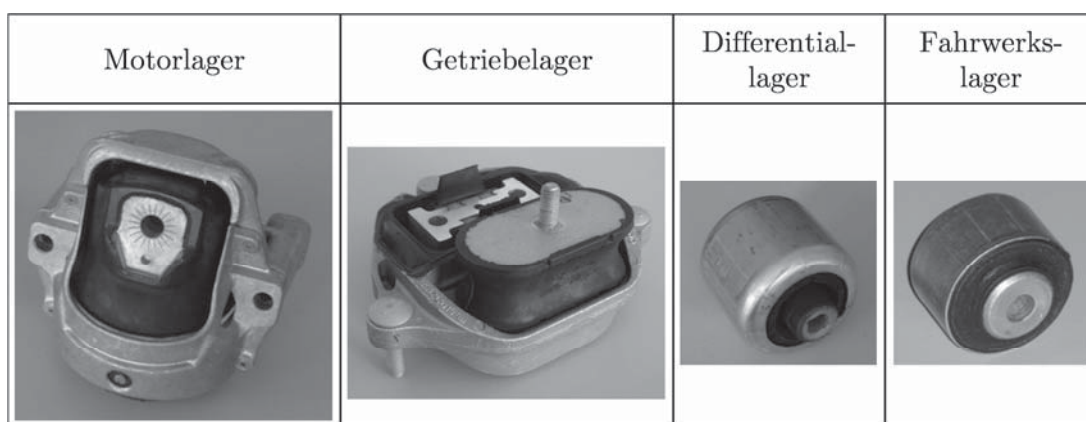 Motorlager
Getriebelager
Differential-
lager
Fahrwerks-
lager